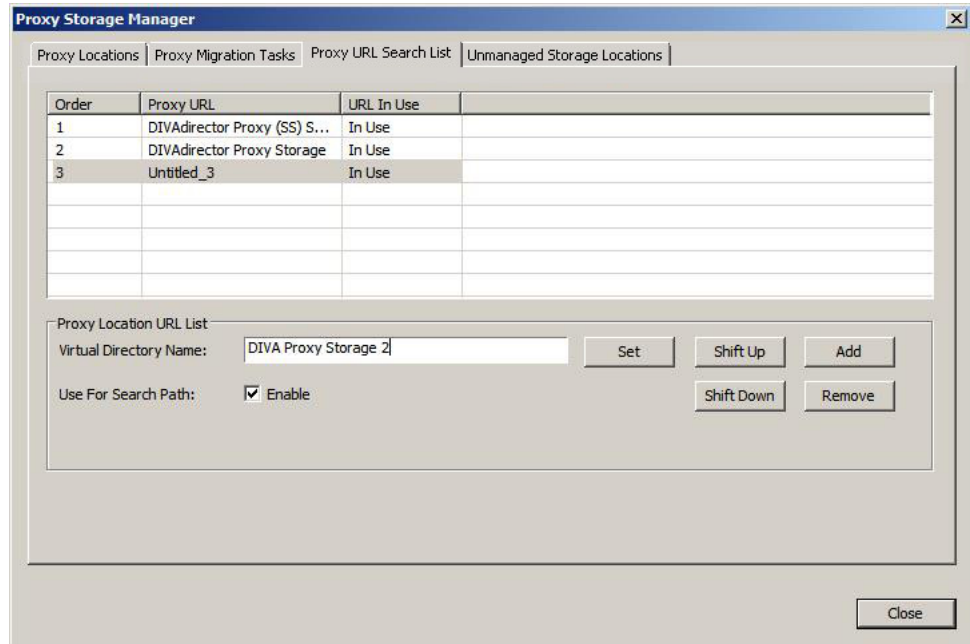 Proxy Storage Manager
Proxy Locations Proxy Migration Tasks Proxy URL Search List Unmanaged Storage Locations
Order Proxy URL URL In Use
1 DIVAdirector Proxy (SS) S... In Use
2 DIVAdirector Proxy Storage In Use
3 Untitled_3 In Use
Proxy Location URL List
Virtual Directory Name: DIVA Proxy Storage 2 Set Shift Up Add
Use For Search Path: Enable Shift Down Remove
Close